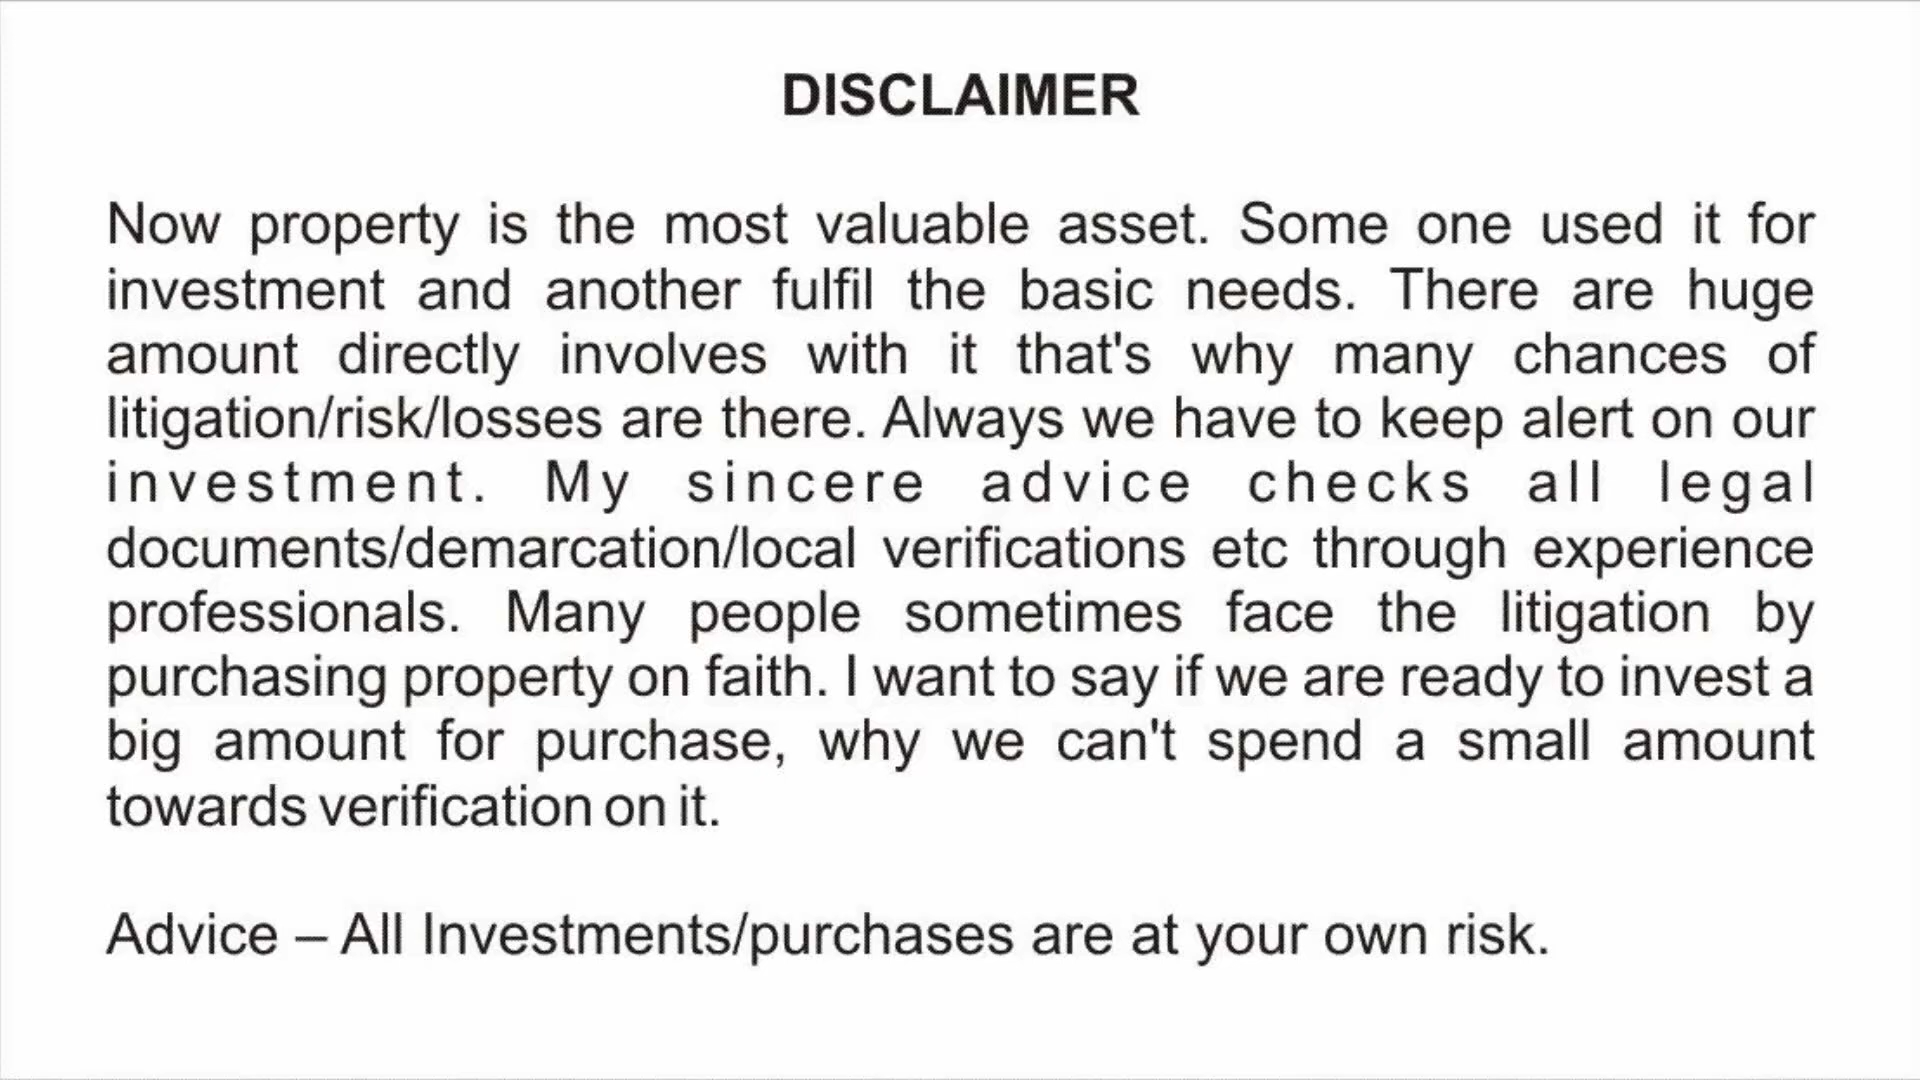 DISCLAIMER
Now property is the most valuable asset. Some one used it for
investment and another fulfil the basic needs. There are huge
amount directly involves with it that's why many chances of
litigation/risk/losses are there. Always we have to keep alert on our
investment. My sincere advice checks all legal
documents/demarcation/local verifications etc through experience
professionals. Many people sometimes face the litigation by
purchasing property on faith. I want to say if we are ready to invest a
big amount for purchase, why we can't spend a small amount
towards verification on it.
Advice – All Investments/purchases are at your own risk.